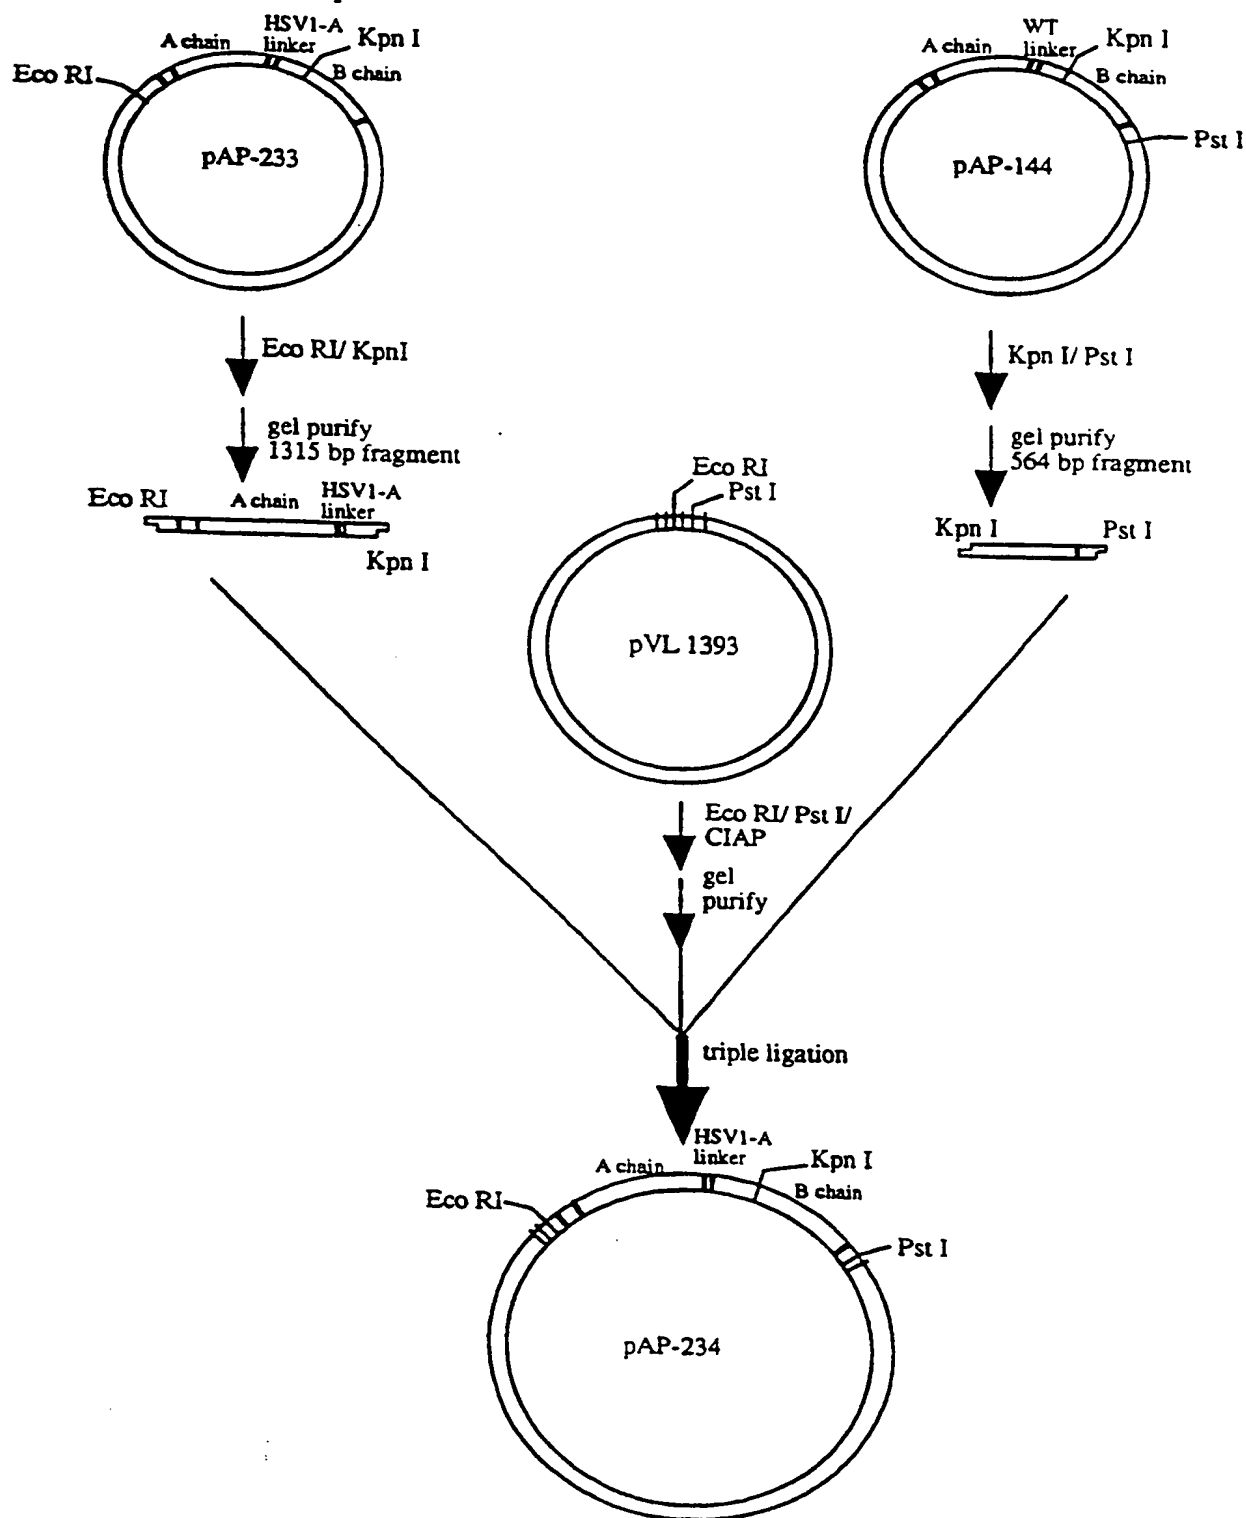 HSV1-A
linker
A chain
Kpn I
Eco RI
B chain
pAP-233
WT
linker
A chain
Kpn I
B chain
Pst I
pAP-144
Eco RI/ KpnI
gel purify
1315 bp fragment
Kpn I/ Pst I
gel purify
564 bp fragment
Eco RI
A chain
HSV1-A
linker
Kpn I
Eco RI
Pst I
Kpn I
Pst I
pVL 1393
Eco RI/ Pst I/
CIAP
gel
purify
triple ligation
HSV1-A
linker
A chain
Kpn I
Eco RI
B chain
Pst I
pAP-234